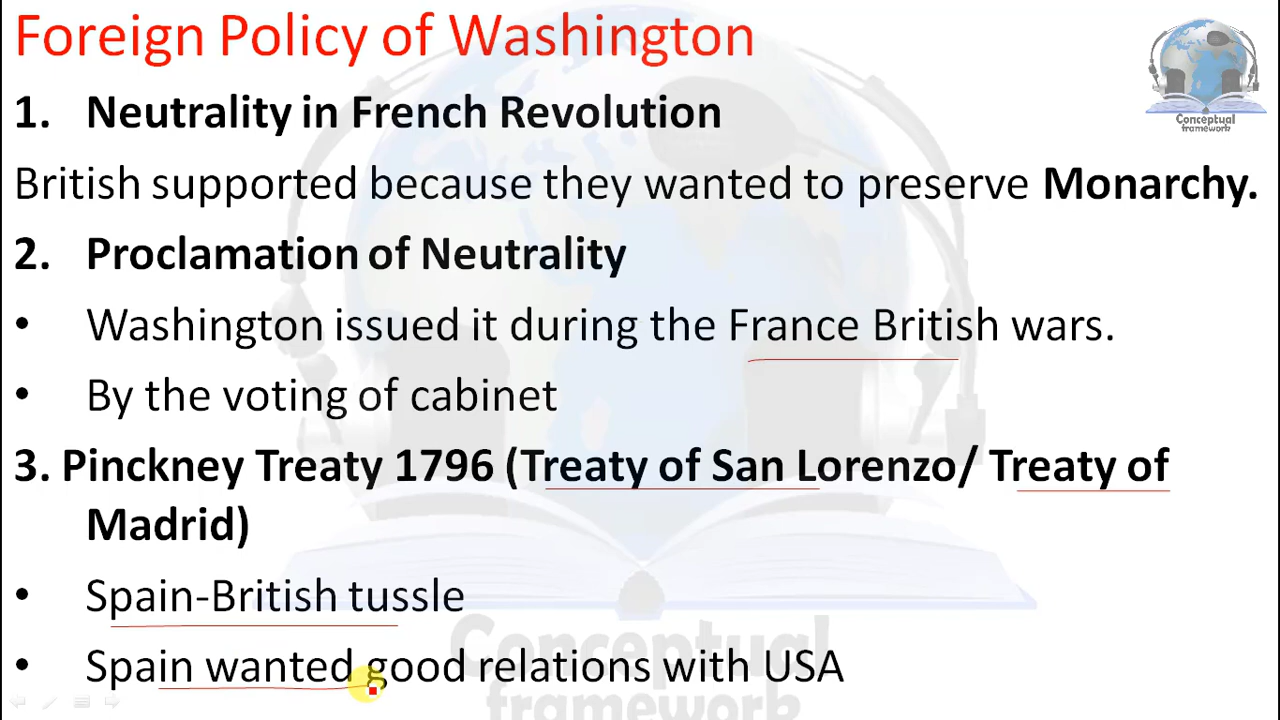 Foreign Policy of Washington
Conceptual
framework
1. Neutrality in French Revolution
British supported because they wanted to preserve Monarchy.
2. Proclamation of Neutrality
• Washington issued it during the France British wars.
• By the voting of cabinet
3. Pinckney Treaty 1796 (Treaty of San Lorenzo/ Treaty of
Madrid)
• Spain-British tussle
• Spain wanted good relations with USA
Conceptual
framework